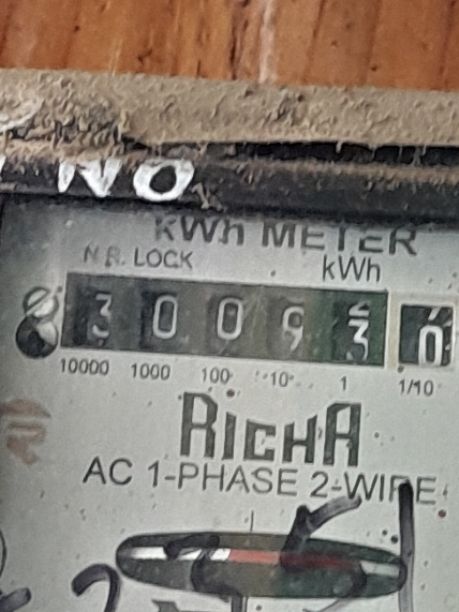 NO
kWh METER
N.R. LOCK kWh
3 0 0 9 3 0
10000 1000 100 10 1 1/10
RICHA
AC 1-PHASE 2-WIRE